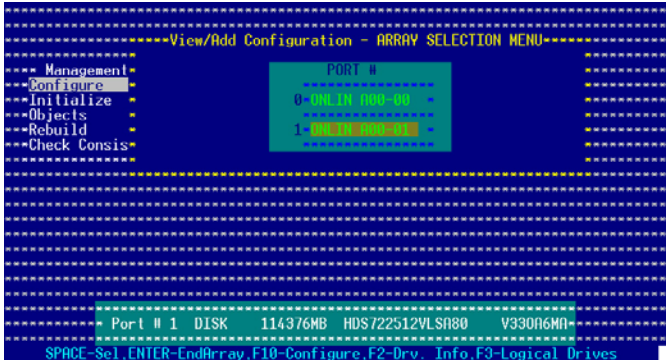 View/Add Configuration - ARRAY SELECTION MENU
Management
PORT #
Configure
Initialize
0 ONLIN A00-00
Objects
Rebuild
1 ONLIN A00-01
Check Consis
Port # 1 DISK 114376MB HDS722512VLSA80 V33OA6MA
SPACE-Sel,ENTER-EndArray,F10-Configure,F2-Drv. Info,F3-Logical Drives